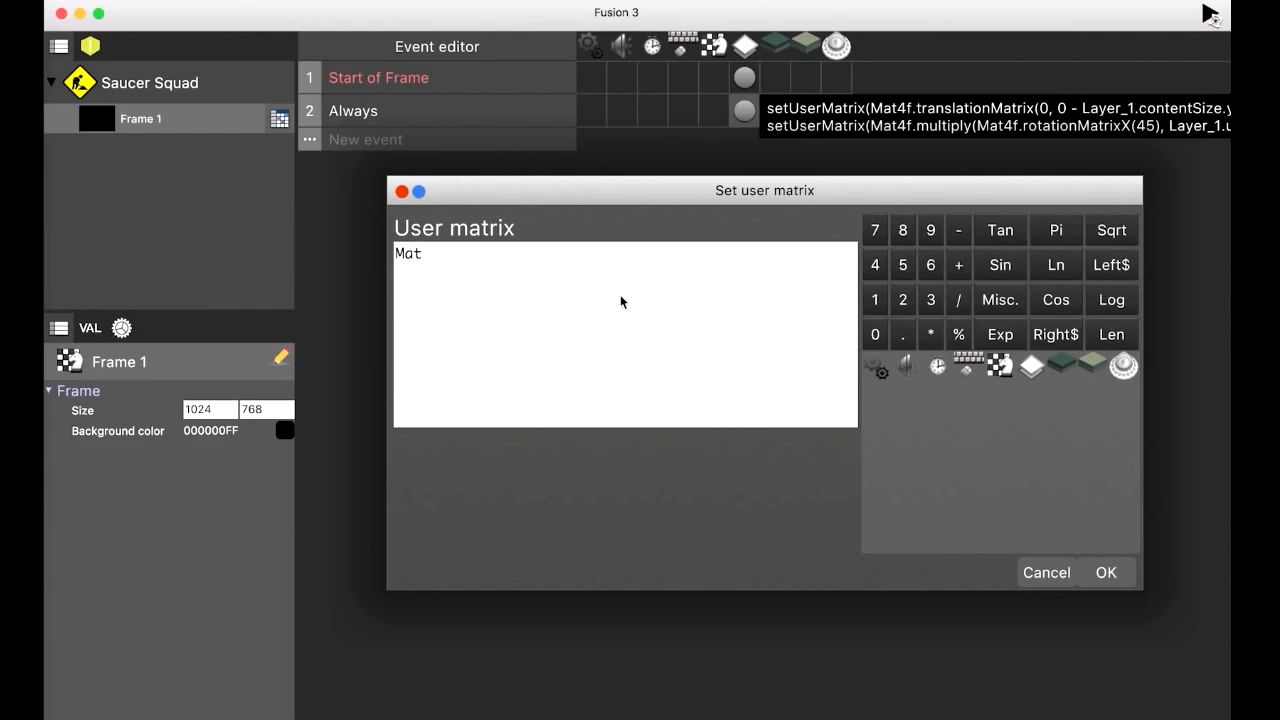 Fusion 3
Event editor
Saucer Squad
Frame 1
1 Start of Frame
2 Always
New event
setUserMatrix(Mat4f.translationMatrix(0, 0 - Layer_1.contentSize.y
setUserMatrix(Mat4f.multiply(Mat4f.rotationMatrixX(45), Layer_1.u
Set user matrix
User matrix
Mat
7 8 9 - Tan Pi Sqrt
4 5 6 + Sin Ln Left$
1 2 3 / Misc. Cos Log
0 . * % Exp Right$ Len
Cancel OK
VAL
Frame 1
Frame
Size 1024 768
Background color 000000FF